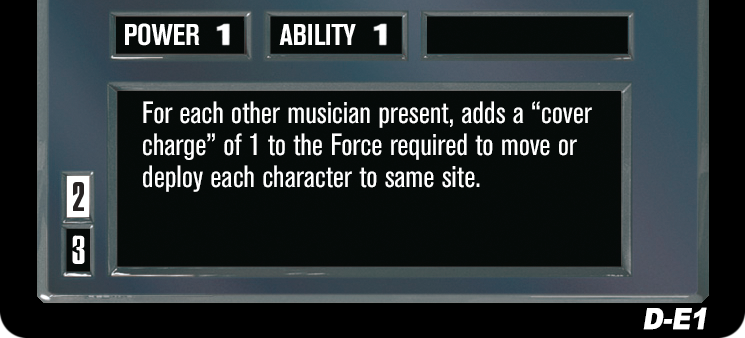 POWER 1 ABILITY 1
For each other musician present, adds a “cover
charge” of 1 to the Force required to move or
deploy each character to same site.
2
3
D-E1